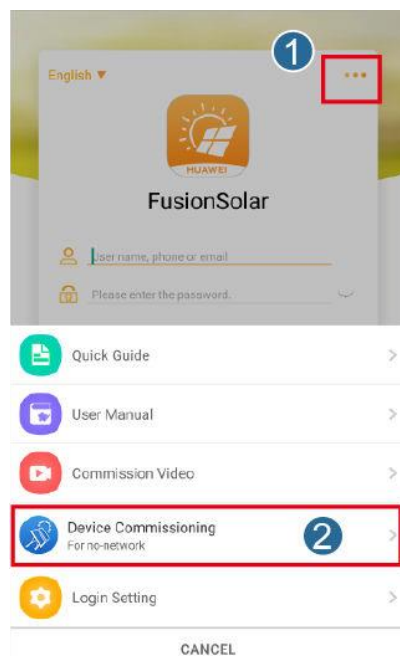 1
English ▼
HUAWEI
FusionSolar
User name, phone or email
Please enter the password.
Quick Guide
User Manual
Commission Video
Device Commissioning
For no-network
2
Login Setting
CANCEL